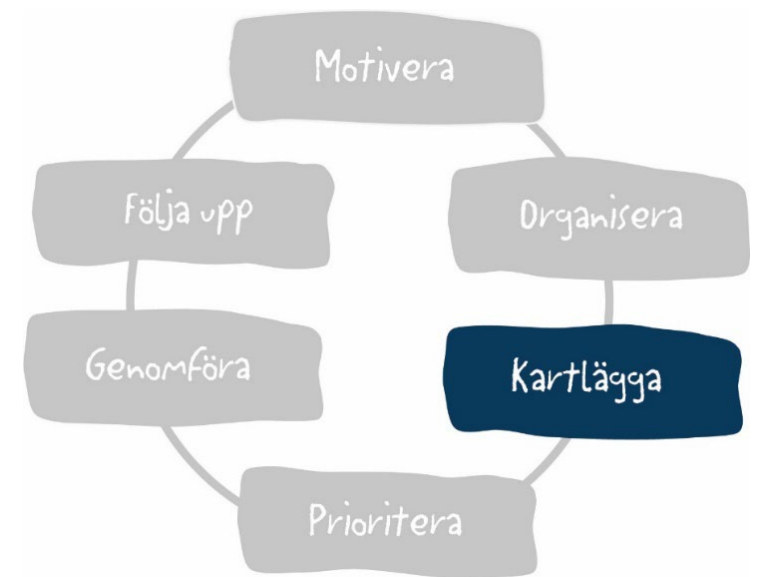 Motivera
Följa upp
Organisera
Genomföra
Kartlägga
Prioritera